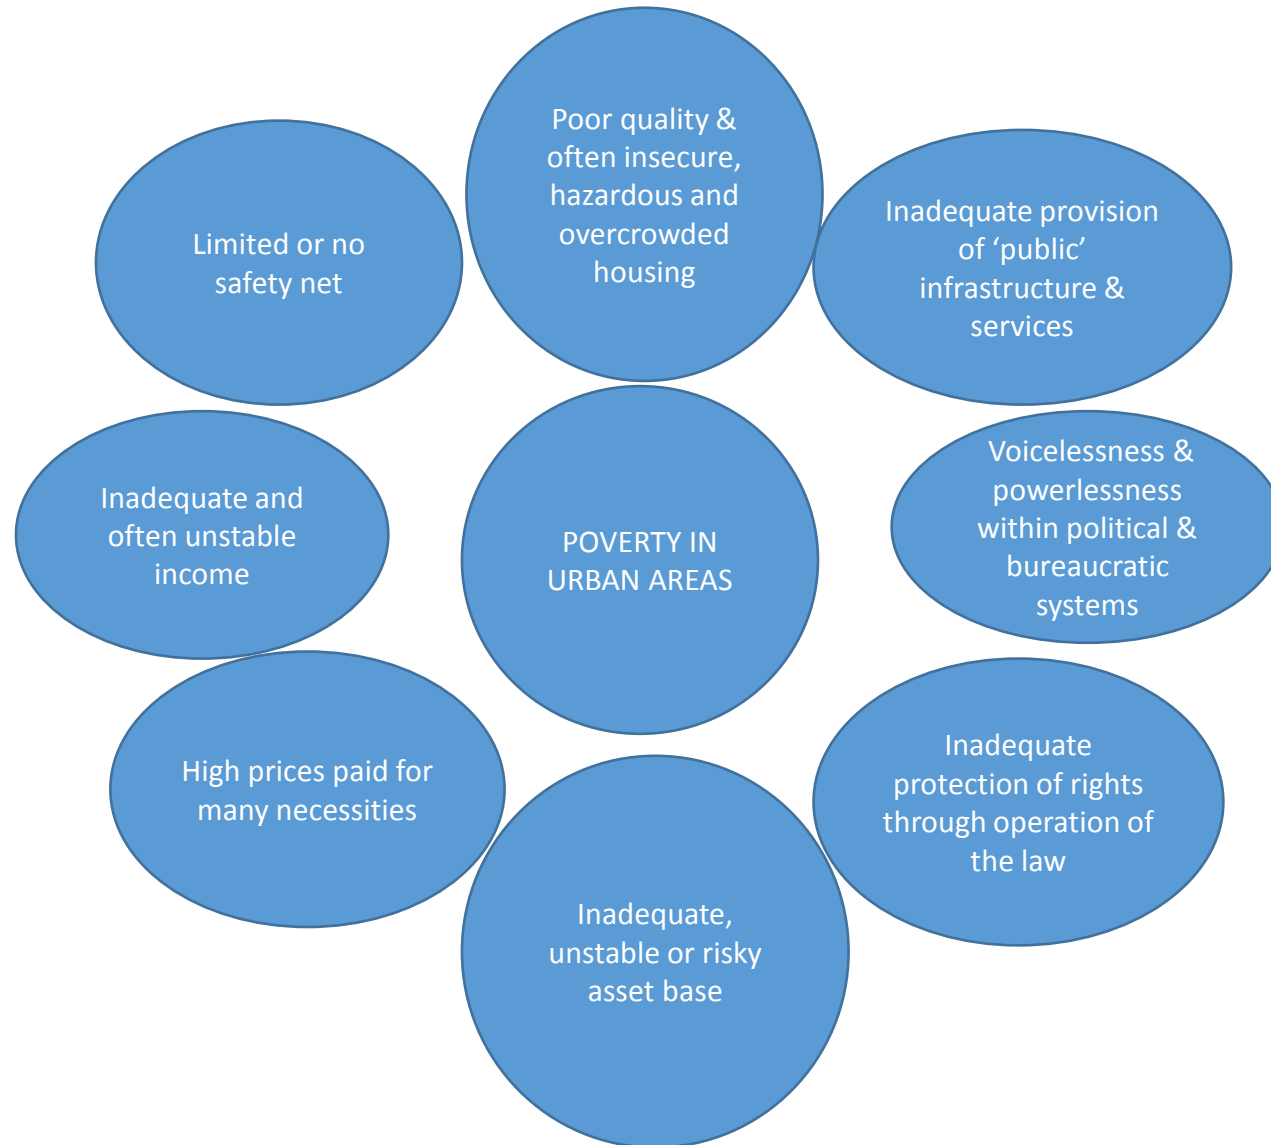 Poor quality &
often insecure,
hazardous and
overcrowded
housing
Limited or no
safety net
Inadequate provision
of ‘public’
infrastructure &
services
Inadequate and
often unstable
income
POVERTY IN
URBAN AREAS
Voicelessness &
powerlessness
within political &
bureaucratic
systems
High prices paid for
many necessities
Inadequate
protection of rights
through operation of
the law
Inadequate,
unstable or risky
asset base